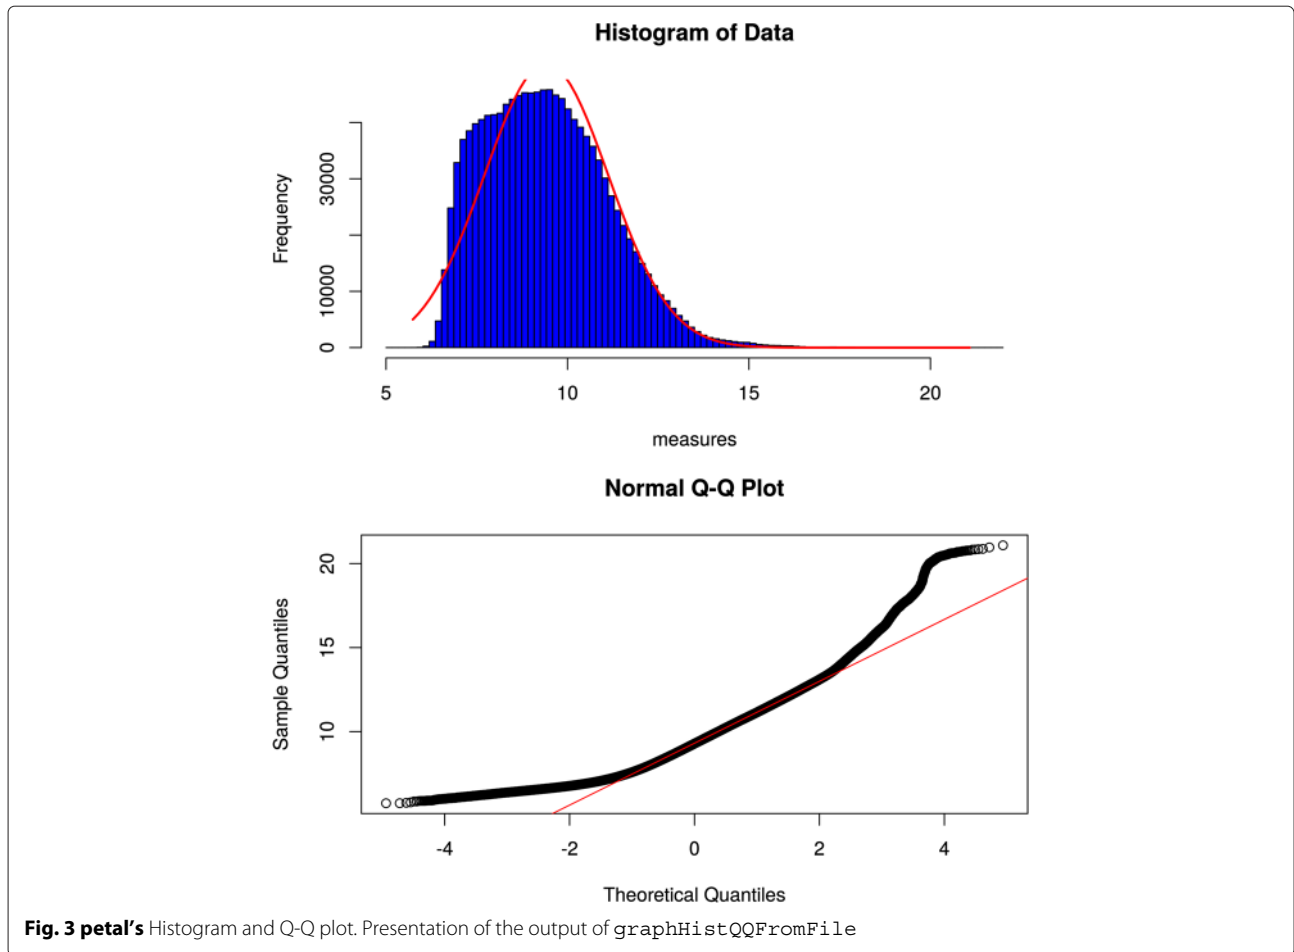 Histogram of Data
Frequency
30000
10000
0
5 10 15 20
measures
Normal Q-Q Plot
Sample Quantiles
20
15
10
-4 -2 0 2 4
Theoretical Quantiles
Fig. 3 petal's Histogram and Q-Q plot. Presentation of the output of graphHistQQFromFile